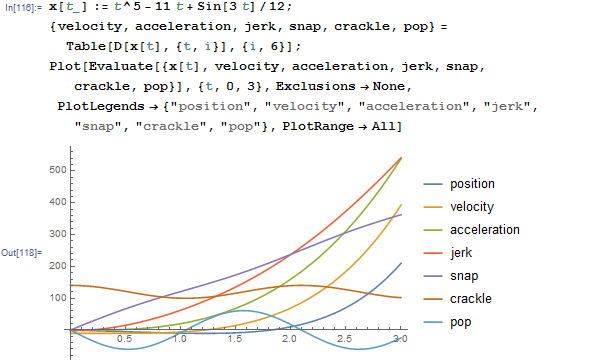 In[116]:= x[t_] := t^5 - 11 t + Sin[3 t] / 12;
{velocity, acceleration, jerk, snap, crackle, pop} =
Table[D[x[t], {t, i}], {i, 6}];
Plot[Evaluate[{x[t], velocity, acceleration, jerk, snap,
crackle, pop}], {t, 0, 3}, Exclusions → None,
PlotLegends → {"position", "velocity", "acceleration", "jerk",
"snap", "crackle", "pop"}, PlotRange → All]
Out[118]=
500
400
300
200
100
0.5 1.0 1.5 2.0 2.5 3.0
position
velocity
acceleration
jerk
snap
crackle
pop